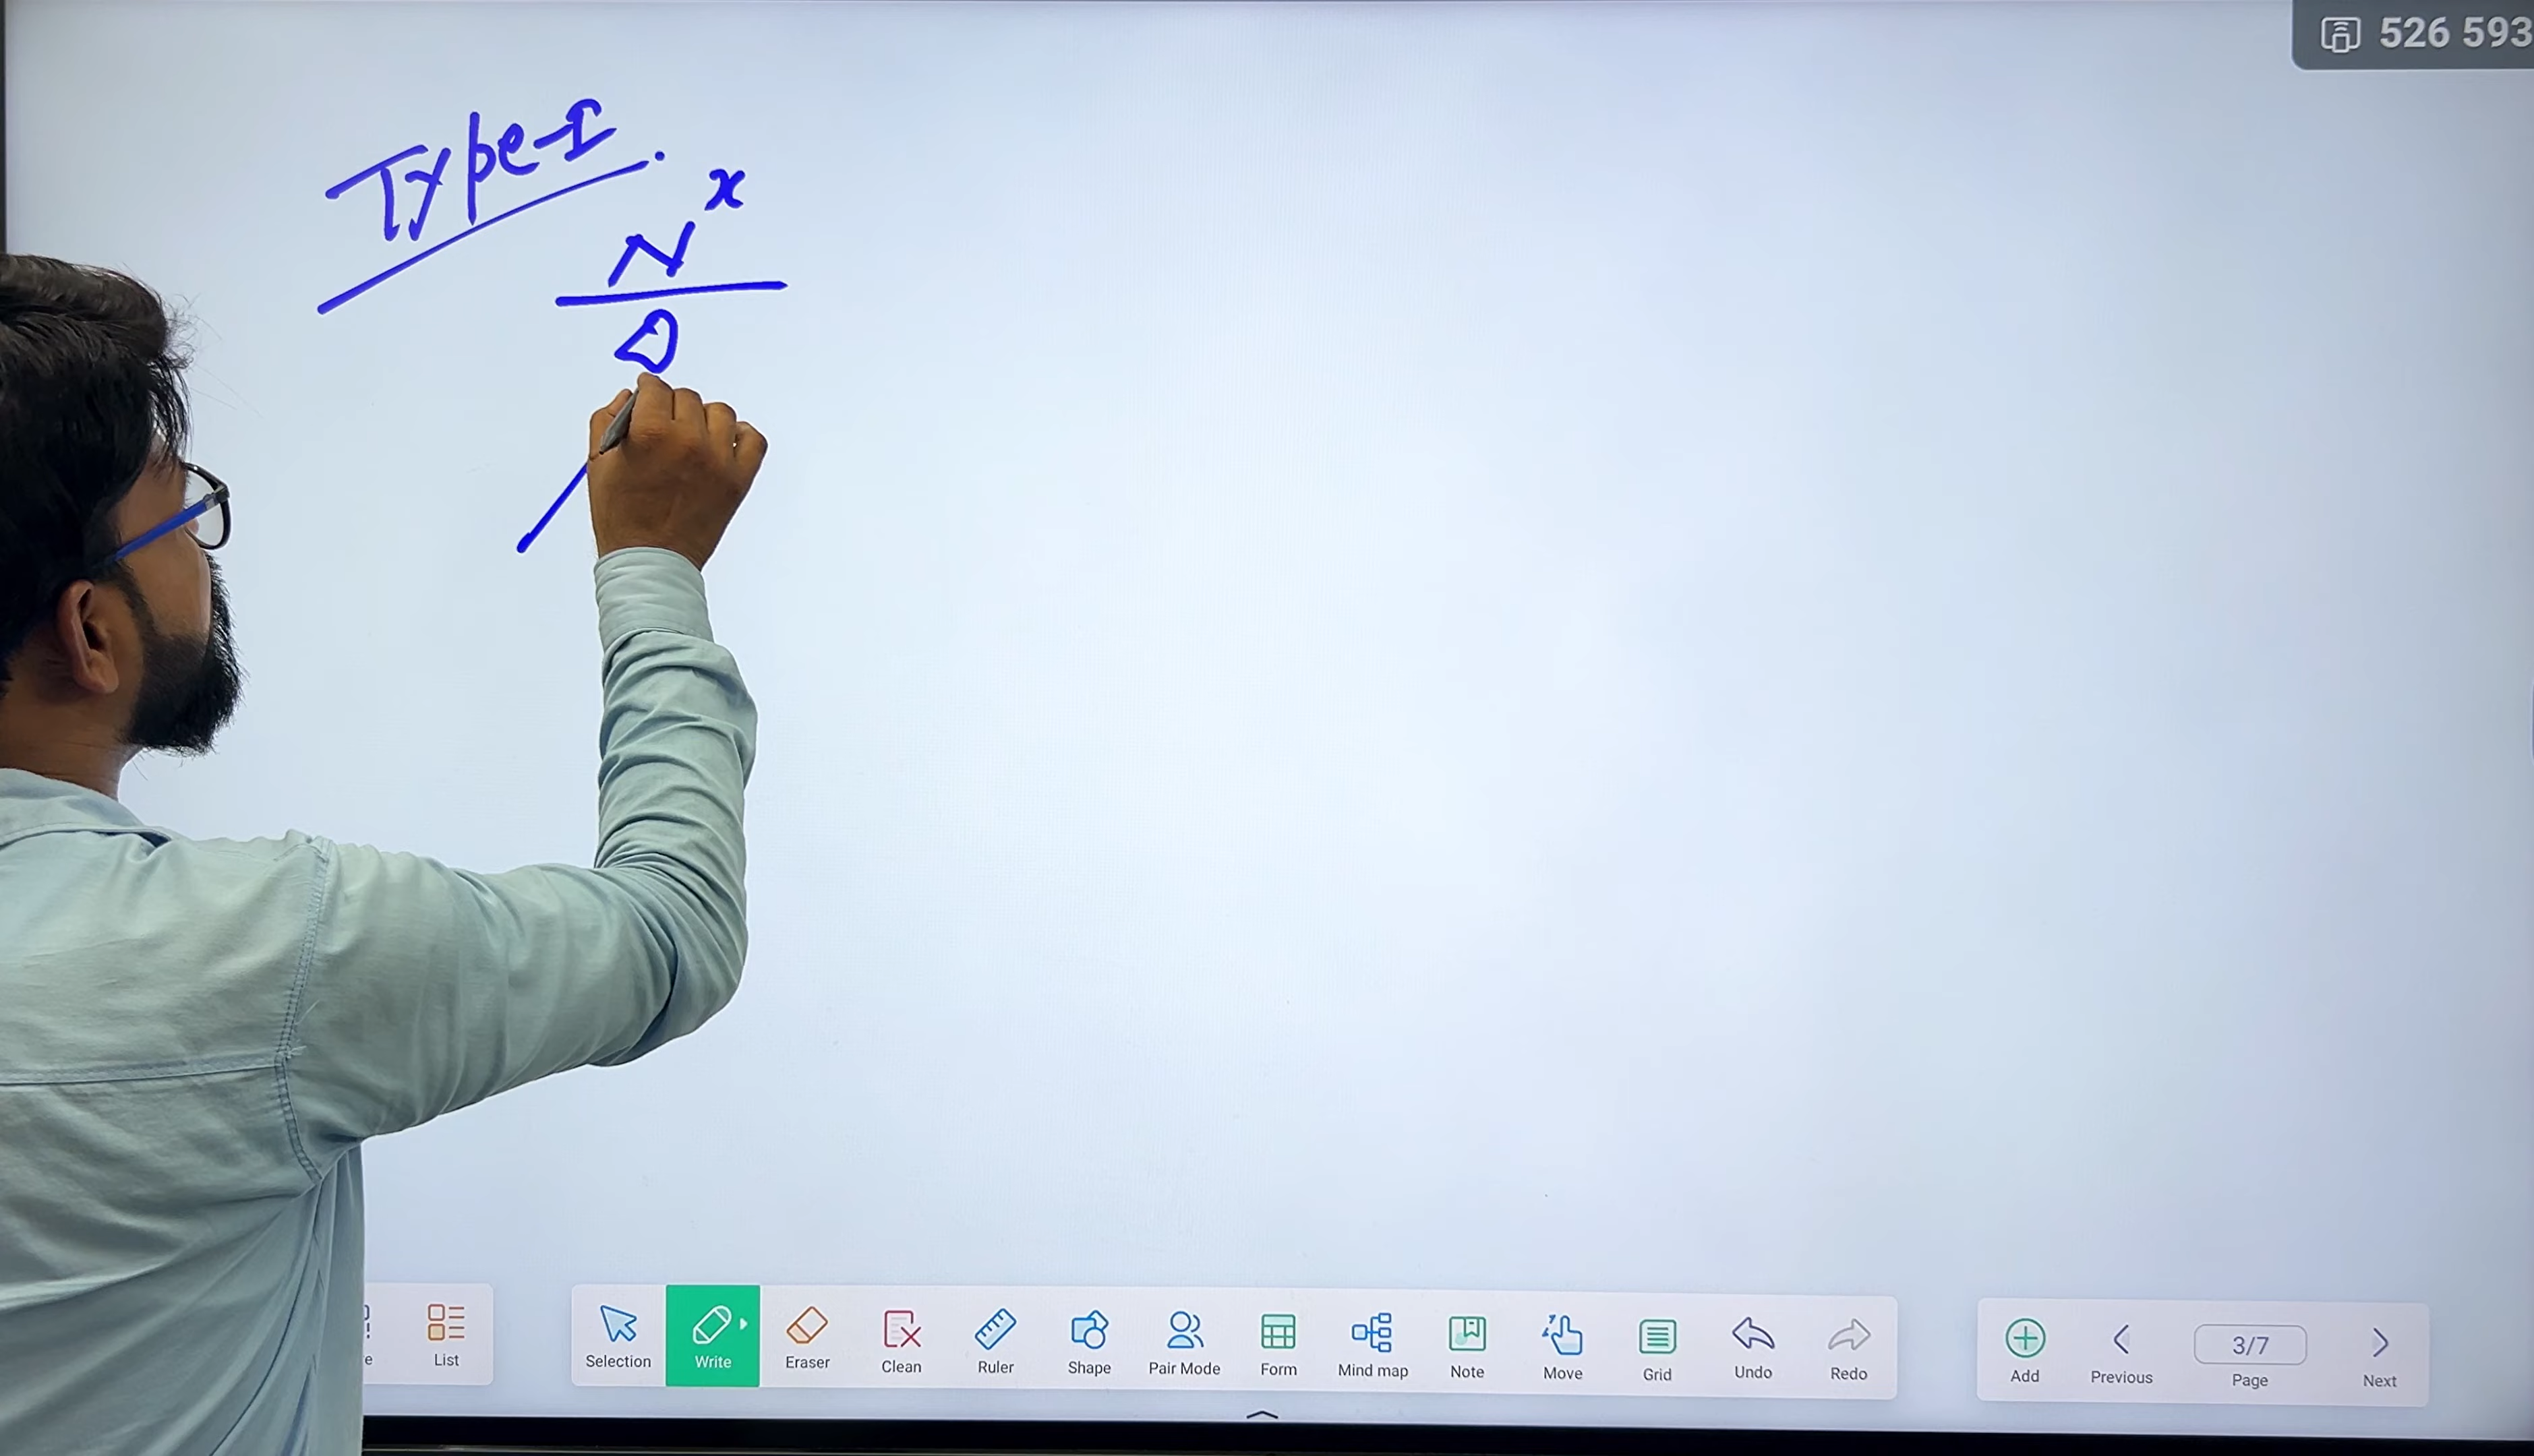 526 593
Type-I.
N^x
D
e
List
Selection
Write
Eraser
Clean
Ruler
Shape
Pair Mode
Form
Mind map
Note
Move
Grid
Undo
Redo
Add
Previous
3/7
Page
Next